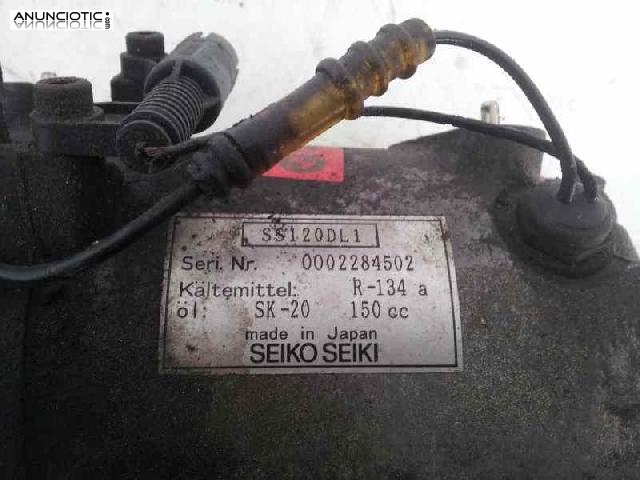 ANUNCIOTIC.com
SS120DL1
Seri. Nr. 0002284502
Kältemittel: R-134 a
öl: SK-20 150 cc
made in Japan
SEIKO SEIKI